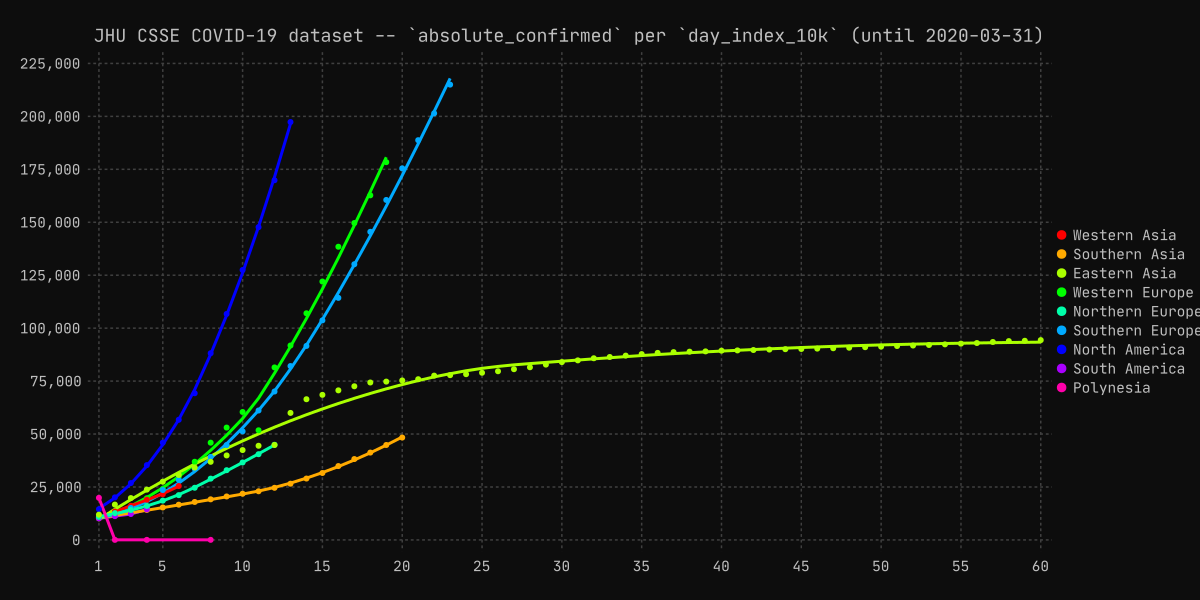 JHU CSSE COVID-19 dataset -- `absolute_confirmed` per `day_index_10k` (until 2020-03-31)
225,000
200,000
175,000
150,000
125,000
100,000
75,000
50,000
25,000
0
1 5 10 15 20 25 30 35 40 45 50 55 60
Western Asia
Southern Asia
Eastern Asia
Western Europe
Northern Europe
Southern Europe
North America
South America
Polynesia